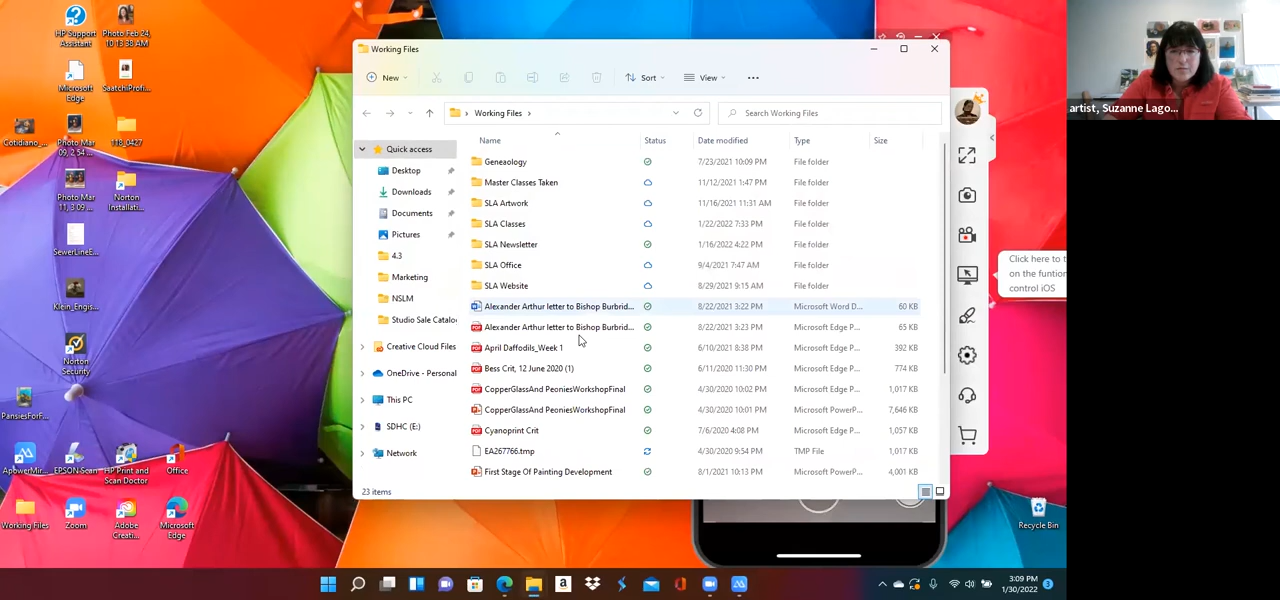 HP Support
Assistant
Photo Feb 24,
10 13 38 AM
Microsoft
Edge
SaatchiProfi...
Cotidiano_...
Photo Mar
09, 2 54 ...
118_0427
Photo Mar
11, 3 09 ...
Norton
Installati...
SewerLineE...
Klein_Engis...
Norton
Security
PansiesForF...
ApowerMir...
EPSON Scan
HP Print and
Scan Doctor
Office
Working Files
Zoom
Adobe
Creati...
Microsoft
Edge
Working Files
New
Sort
View
Working Files
Search Working Files
Quick access
Desktop
Downloads
Documents
Pictures
4.3
Marketing
NSLM
Studio Sale Catalo
Creative Cloud Files
OneDrive - Personal
This PC
SDHC (E:)
Network
Name Status Date modified Type Size
Geneaology 7/23/2021 10:09 PM File folder
Master Classes Taken 11/12/2021 1:47 PM File folder
SLA Artwork 11/16/2021 11:31 AM File folder
SLA Classes 1/22/2022 7:33 PM File folder
SLA Newsletter 1/16/2022 4:22 PM File folder
SLA Office 9/4/2021 7:47 AM File folder
SLA Website 8/29/2021 9:15 AM File folder
Alexander Arthur letter to Bishop Burbrid... 8/22/2021 3:22 PM Microsoft Word D... 60 KB
Alexander Arthur letter to Bishop Burbrid... 8/22/2021 3:23 PM Microsoft Edge P... 65 KB
April Daffodils_Week 1 6/10/2021 8:38 PM Microsoft Edge P... 392 KB
Bess Crit, 12 June 2020 (1) 6/11/2020 11:30 PM Microsoft Edge P... 774 KB
CopperGlassAnd PeoniesWorkshopFinal 4/30/2020 10:02 PM Microsoft Edge P... 1,017 KB
CopperGlassAnd PeoniesWorkshopFinal 4/30/2020 10:01 PM Microsoft PowerP... 7,646 KB
Cyanoprint Crit 7/6/2020 4:08 PM Microsoft Edge P... 1,057 KB
EA267766.tmp 4/30/2020 9:54 PM TMP File 1,017 KB
First Stage Of Painting Development 8/1/2021 10:13 PM Microsoft PowerP... 4,001 KB
23 items
Click here to t
on the funtion
control iOS
artist, Suzanne Lago...
Recycle Bin
3:09 PM
1/30/2022
3